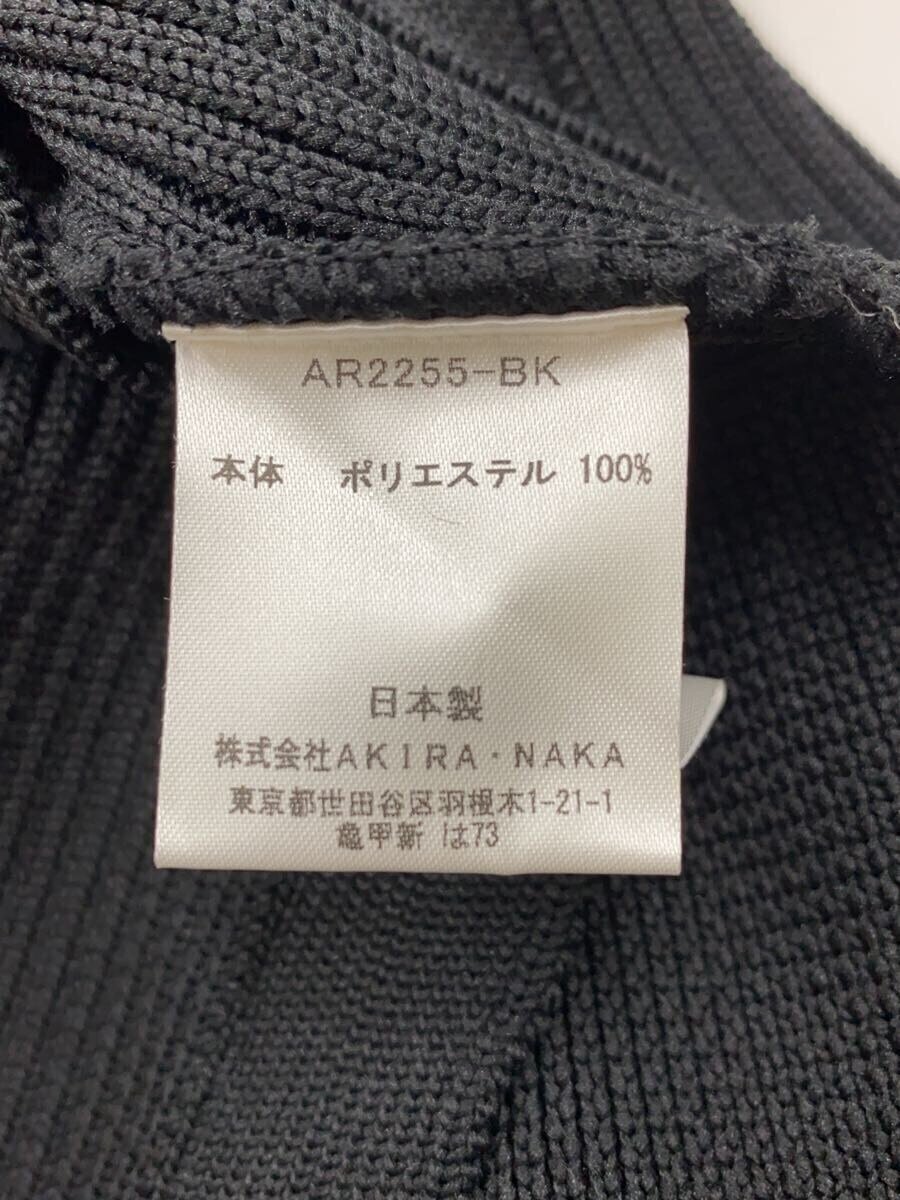 AR2255-BK
本体 ポリエステル 100%
日本製
株式会社AKIRA・NAKA
東京都世田谷区羽根木1-21-1
亀甲新 は73